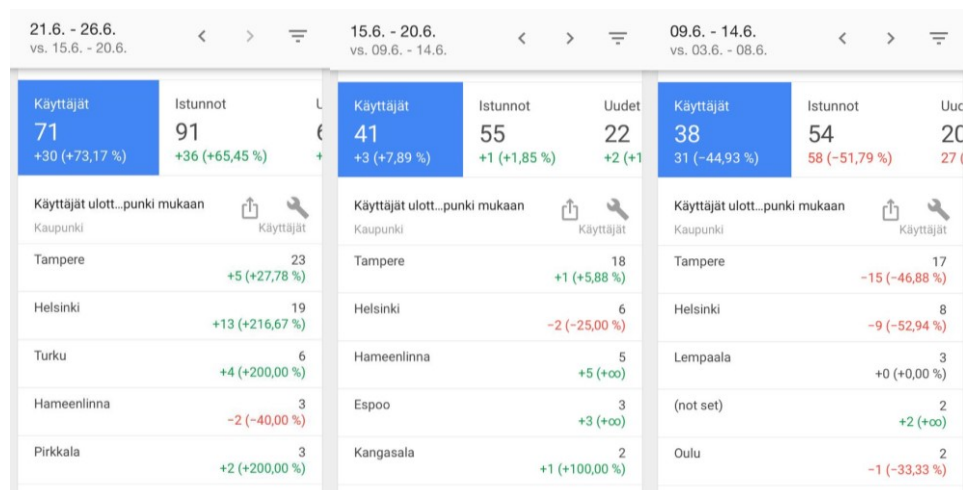 21.6. - 26.6.
vs. 15.6. - 20.6.
Käyttäjät
71
+30 (+73,17 %)
Istunnot
91
+36 (+65,45 %)
Käyttäjät ulott...punki mukaan
Kaupunki
Käyttäjät
Tampere
23
+5 (+27,78 %)
Helsinki
19
+13 (+216,67 %)
Turku
6
+4 (+200,00 %)
Hameenlinna
3
−2 (−40,00 %)
Pirkkala
3
+2 (+200,00 %)
15.6. - 20.6.
vs. 09.6. - 14.6.
Käyttäjät
41
+3 (+7,89 %)
Istunnot
55
+1 (+1,85 %)
Uudet
22
+2 (+1
Käyttäjät ulott...punki mukaan
Kaupunki
Käyttäjät
Tampere
18
+1 (+5,88 %)
Helsinki
6
−2 (−25,00 %)
Hameenlinna
5
+5 (+∞)
Espoo
3
+3 (+∞)
Kangasala
2
+1 (+100,00 %)
09.6. - 14.6.
vs. 03.6. - 08.6.
Käyttäjät
38
31 (−44,93 %)
Istunnot
54
58 (−51,79 %)
20
27 (
Käyttäjät ulott...punki mukaan
Kaupunki
Käyttäjät
Tampere
17
−15 (−46,88 %)
Helsinki
8
−9 (−52,94 %)
Lempaala
3
+0 (+0,00 %)
(not set)
2
+2 (+∞)
Oulu
2
−1 (−33,33 %)